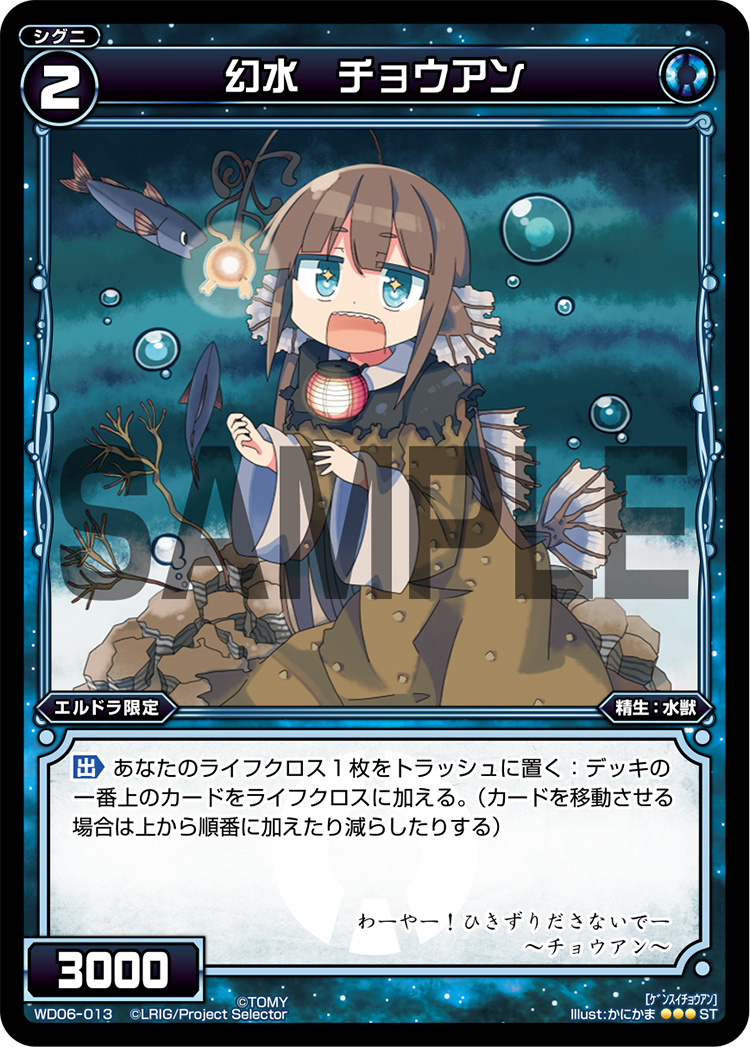 シグニ
2
幻水 チョウアン
SAMPLE
エルドラ限定
精生:水獣
出 あなたのライフクロス1枚をトラッシュに置く:デッキの
一番上のカードをライフクロスに加える。(カードを移動させる
場合は上から順番に加えたり減らしたりする)
わーやー!ひきずりださないでー
~チョウアン~
3000
©TOMY
[ゲンスイチョウアン]
WD06-013 ©LRIG/Project Selector
Illust:かにかま ST